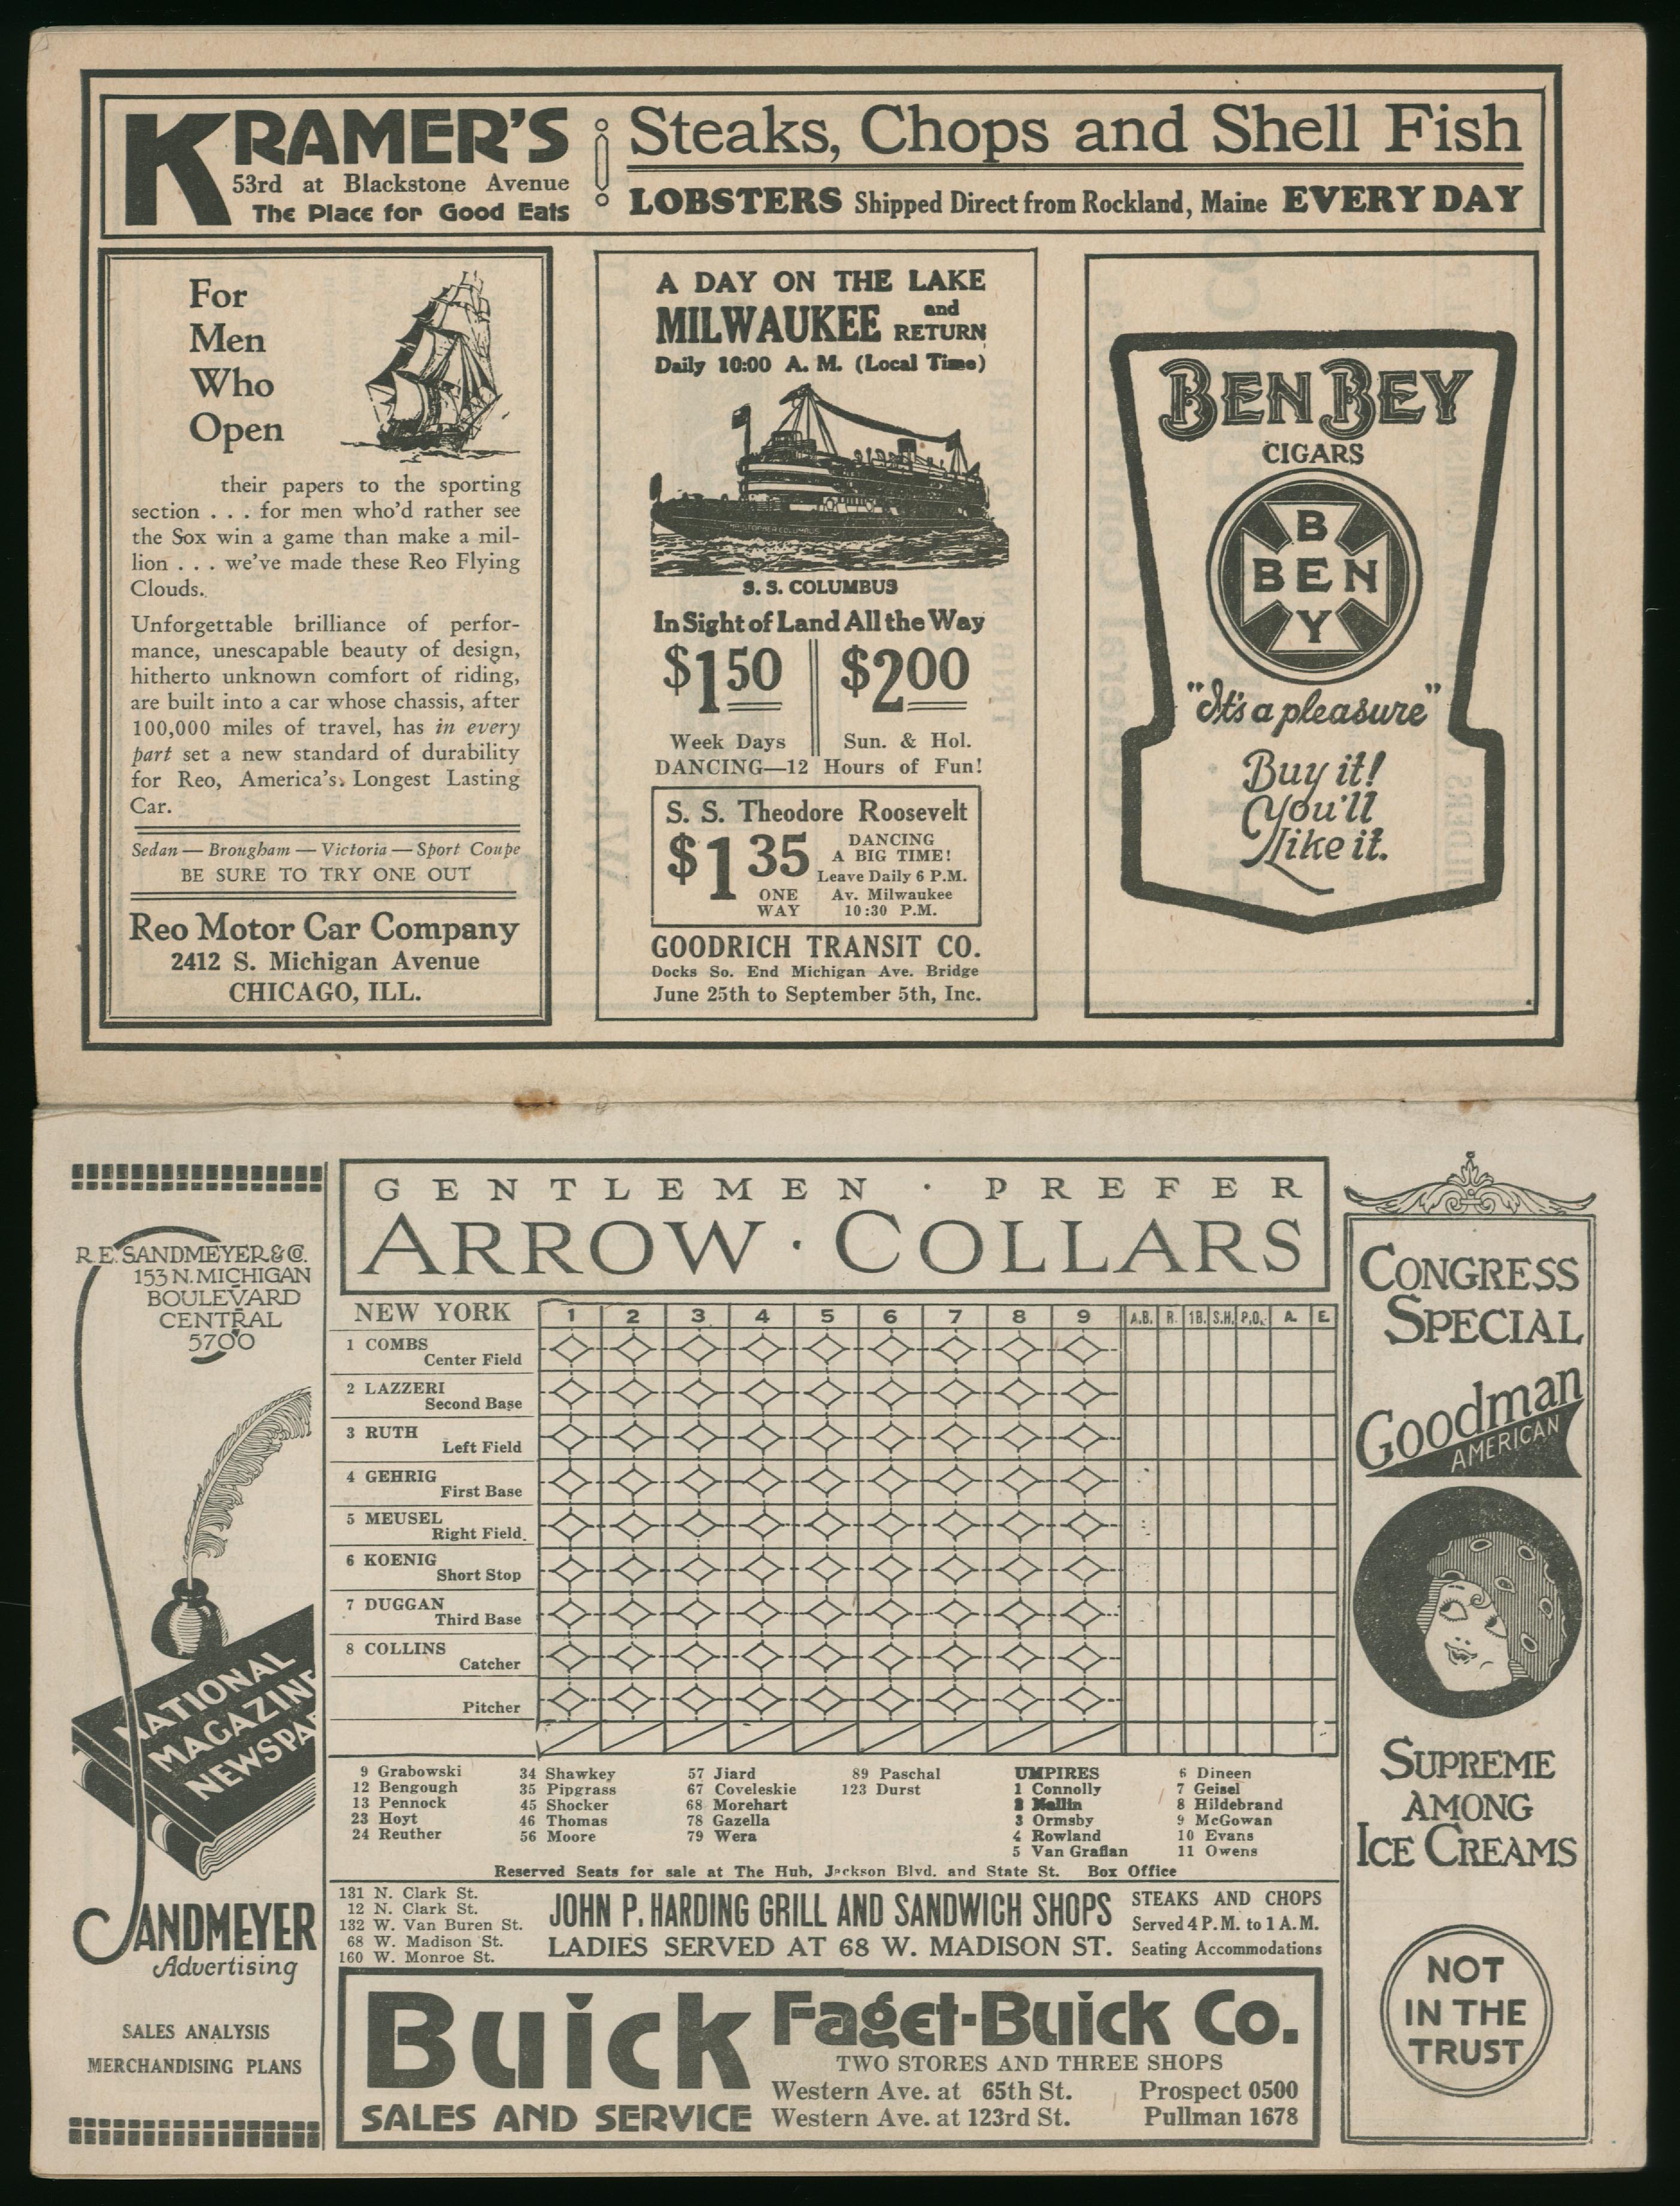 KRAMER'S
53rd at Blackstone Avenue
The Place for Good Eats
Steaks, Chops and Shell Fish
LOBSTERS Shipped Direct from Rockland, Maine EVERY DAY
For
Men
Who
Open
their papers to the sporting
section . . . for men who'd rather see
the Sox win a game than make a mil-
lion . . . we've made these Reo Flying
Clouds.
Unforgettable brilliance of perfor-
mance, unescapable beauty of design,
hitherto unknown comfort of riding,
are built into a car whose chassis, after
100,000 miles of travel, has in every
part set a new standard of durability
for Reo, America's Longest Lasting
Car.
Sedan — Brougham — Victoria — Sport Coupe
BE SURE TO TRY ONE OUT
Reo Motor Car Company
2412 S. Michigan Avenue
CHICAGO, ILL.
A DAY ON THE LAKE
MILWAUKEE and RETURN
Daily 10:00 A. M. (Local Time)
CHRISTOPHER COLUMBUS
S. S. COLUMBUS
In Sight of Land All the Way
$1 50 $2 00
Week Days Sun. & Hol.
DANCING—12 Hours of Fun!
S. S. Theodore Roosevelt
$1 35
ONE
WAY
DANCING
A BIG TIME!
Leave Daily 6 P.M.
Av. Milwaukee
10:30 P.M.
GOODRICH TRANSIT CO.
Docks So. End Michigan Ave. Bridge
June 25th to September 5th, Inc.
BEN BEY
CIGARS
B
BEN
Y
"It's a pleasure"
Buy it!
You'll
Like it.
R. E. SANDMEYER & CO.
153 N. MICHIGAN
BOULEVARD
CENTRAL
5700
NATIONAL
MAGAZINE
NEWSPA
SANDMEYER
Advertising
SALES ANALYSIS
MERCHANDISING PLANS
GENTLEMEN · PREFER
ARROW · COLLARS
NEW YORK 1 2 3 4 5 6 7 8 9 A.B. R. 1B. S.H. P.O. A. E.
1 COMBS
Center Field
2 LAZZERI
Second Base
3 RUTH
Left Field
4 GEHRIG
First Base
5 MEUSEL
Right Field
6 KOENIG
Short Stop
7 DUGGAN
Third Base
8 COLLINS
Catcher
Pitcher
9 Grabowski
12 Bengough
13 Pennock
23 Hoyt
24 Reuther
34 Shawkey
35 Pipgrass
45 Shocker
46 Thomas
56 Moore
57 Jiard
67 Coveleskie
68 Morehart
78 Gazella
79 Wera
89 Paschal
123 Durst
UMPIRES
1 Connolly
2 Nallin
3 Ormsby
4 Rowland
5 Van Graflan
6 Dineen
7 Geisel
8 Hildebrand
9 McGowan
10 Evans
11 Owens
Reserved Seats for sale at The Hub, Jackson Blvd. and State St. Box Office
131 N. Clark St.
12 N. Clark St.
132 W. Van Buren St.
68 W. Madison St.
160 W. Monroe St.
JOHN P. HARDING GRILL AND SANDWICH SHOPS
LADIES SERVED AT 68 W. MADISON ST.
STEAKS AND CHOPS
Served 4 P.M. to 1 A.M.
Seating Accommodations
Buick
SALES AND SERVICE
Faget-Buick Co.
TWO STORES AND THREE SHOPS
Western Ave. at 65th St. Prospect 0500
Western Ave. at 123rd St. Pullman 1678
CONGRESS
SPECIAL
Goodman
AMERICAN
SUPREME
AMONG
ICE CREAMS
NOT
IN THE
TRUST